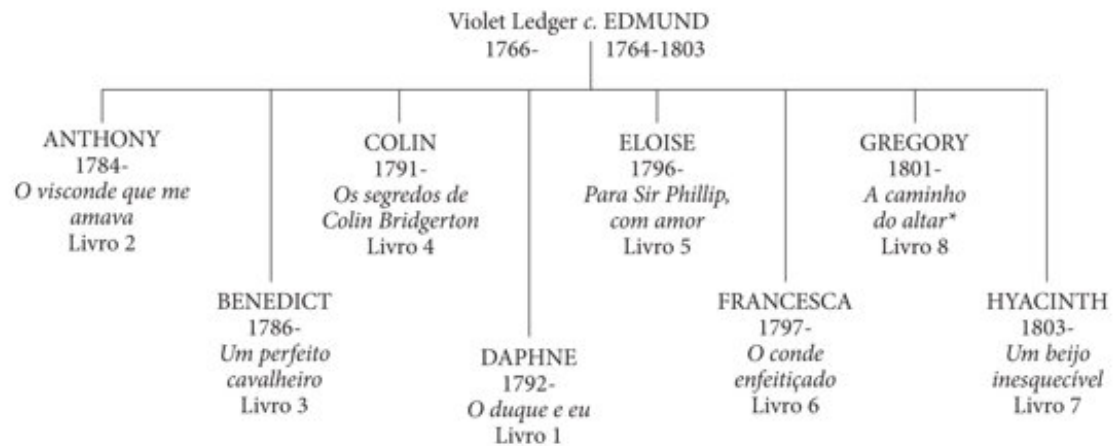 Violet Ledger c. EDMUND
1766- 1764-1803
ANTHONY
1784-
O visconde que me
amava
Livro 2
BENEDICT
1786-
Um perfeito
cavalheiro
Livro 3
COLIN
1791-
Os segredos de
Colin Bridgerton
Livro 4
DAPHNE
1792-
O duque e eu
Livro 1
ELOISE
1796-
Para Sir Phillip,
com amor
Livro 5
FRANCESCA
1797-
O conde
enfeitiçado
Livro 6
GREGORY
1801-
A caminho
do altar*
Livro 8
HYACINTH
1803-
Um beijo
inesquecível
Livro 7